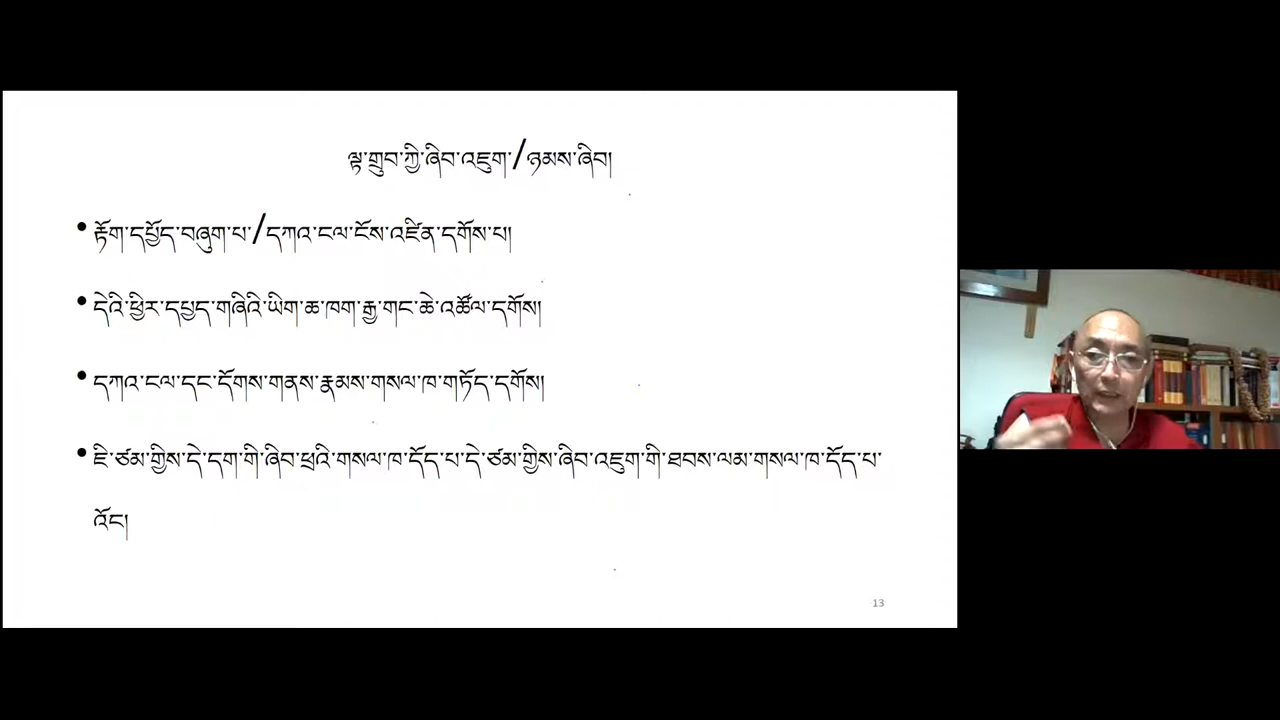 ལྟ་གྲུབ་ཀྱི་ཞིབ་འཇུག་/ཉམས་ཞིབ།
• རྟོག་དཔྱོད་བཞུག་པ་/དཀའ་ངལ་ངོས་འཛིན་དགོས་པ།
• དེའི་ཕྱིར་དཔྱད་གཞིའི་ཡིག་ཆ་ཁག་རྒྱ་གང་ཆེ་འཚོལ་དགོས།
• དཀའ་ངལ་དང་དོགས་གནས་རྣམས་གསལ་ཁ་གཏོད་དགོས།
• ཇི་ཙམ་གྱིས་དེ་དག་གི་ཞིབ་ཕྲའི་གསལ་ཁ་དོད་པ་དེ་ཙམ་གྱིས་ཞིབ་འཇུག་གི་ཐབས་ལམ་གསལ་ཁ་དོད་པ་
འོང།
13